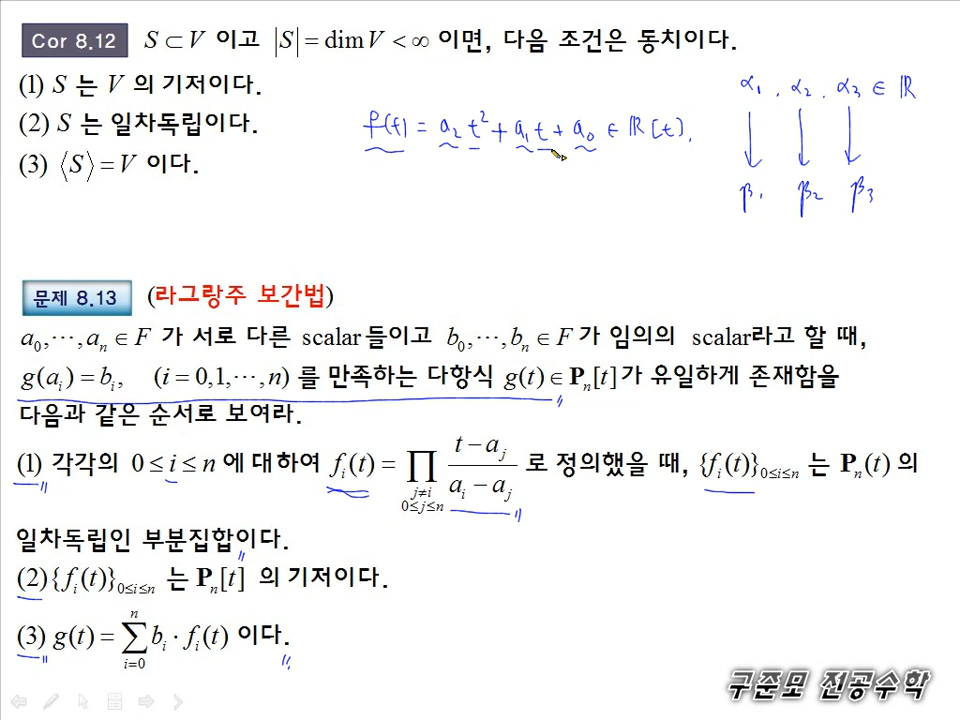 Cor 8.12 S ⊂ V 이고 |S| = dim V < ∞ 이면, 다음 조건은 동치이다.
(1) S 는 V 의 기저이다.
(2) S 는 일차독립이다.
(3) ⟨S⟩ = V 이다.
f(t) = a₂ t² + a₁ t + a₀ ∈ ℝ[t].
α₁ , α₂ , α₃ ∈ ℝ
↓ ↓ ↓
β₁ β₂ β₃
문제 8.13 (라그랑주 보간법)
a₀,⋯,aₙ ∈ F 가 서로 다른 scalar 들이고 b₀,⋯,bₙ ∈ F 가 임의의 scalar라고 할 때,
g(aᵢ) = bᵢ, (i = 0,1,⋯,n) 를 만족하는 다항식 g(t) ∈ Pₙ[t] 가 유일하게 존재함을
다음과 같은 순서로 보여라.
(1) 각각의 0 ≤ i ≤ n 에 대하여 fᵢ(t) = ∏_{j≠i, 0≤j≤n} (t − aⱼ)/(aᵢ − aⱼ) 로 정의했을 때, {fᵢ(t)}_{0≤i≤n} 는 Pₙ(t) 의
일차독립인 부분집합이다.
(2) {fᵢ(t)}_{0≤i≤n} 는 Pₙ[t] 의 기저이다.
(3) g(t) = ∑_{i=0}^{n} bᵢ · fᵢ(t) 이다.
구준모 전공수학